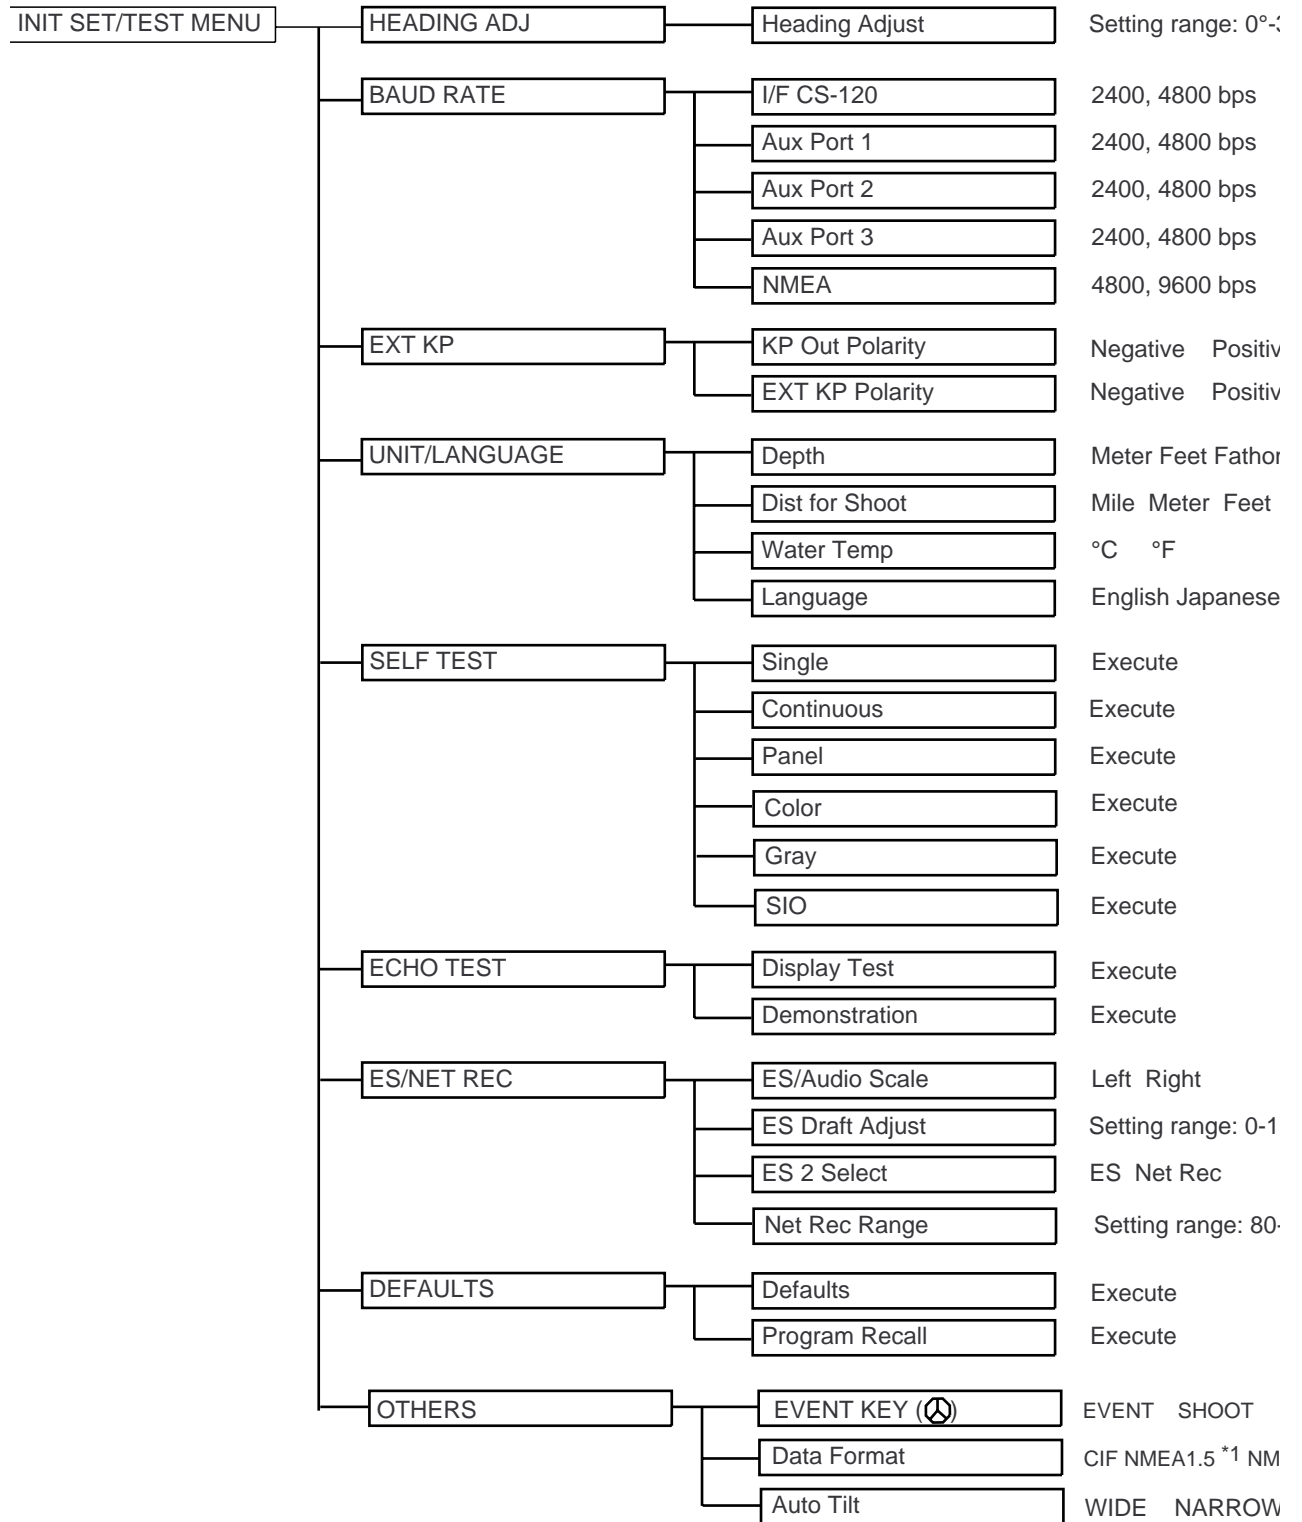 INIT SET/TEST MENU HEADING ADJ Heading Adjust Setting range: 0°-
BAUD RATE I/F CS-120 2400, 4800 bps
Aux Port 1 2400, 4800 bps
Aux Port 2 2400, 4800 bps
Aux Port 3 2400, 4800 bps
NMEA 4800, 9600 bps
EXT KP KP Out Polarity Negative Positiv
EXT KP Polarity Negative Positiv
UNIT/LANGUAGE Depth Meter Feet
Dist for Shoot Mile Meter Feet
Water Temp °C °F
Language English Japanese
SELF TEST Single Execute
Continuous Execute
Panel Execute
Color Execute
Gray Execute
SIO Execute
ECHO TEST Display Test Execute
Demonstration Execute
ES/NET REC ES/Audio Scale Left Right
ES Draft Adjust Setting range: 0-1
ES 2 Select ES Net Rec
Net Rec Range Setting range: 80-
DEFAULTS Defaults Execute
Program Recall Execute
OTHERS EVENT KEY () EVENT SHOOT
Data Format CIF NMEA1.5 *1 NM
Auto Tilt WIDE NARROW